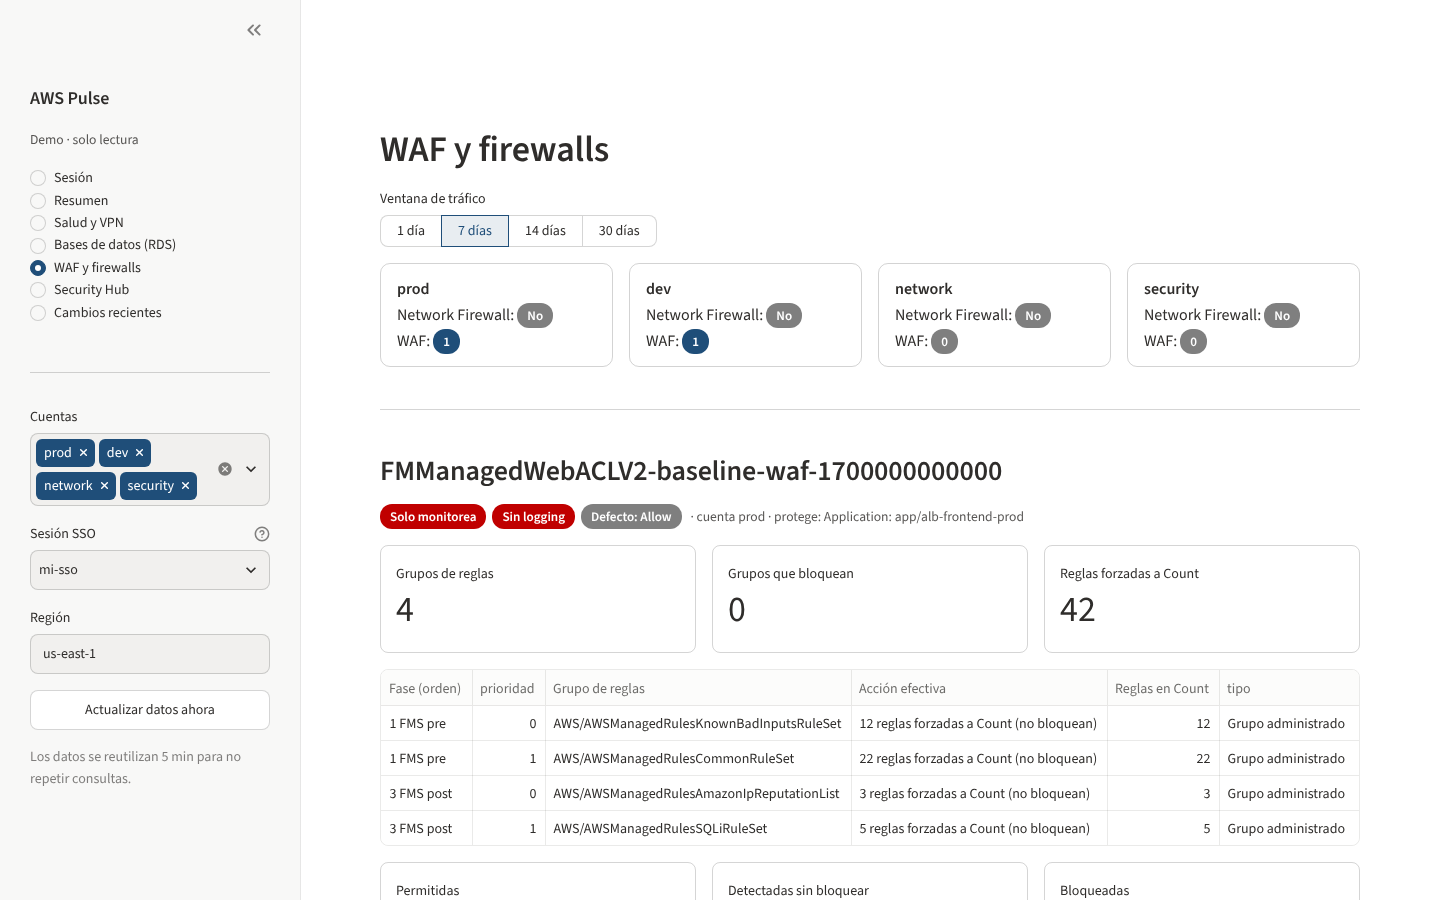 AWS Pulse
Demo · solo lectura
Sesión
Resumen
Salud y VPN
Bases de datos (RDS)
WAF y firewalls
Security Hub
Cambios recientes
Cuentas
prod
dev
network
security
Sesión SSO
mi-sso
Región
us-east-1
Actualizar datos ahora
Los datos se reutilizan 5 min para no
repetir consultas.
WAF y firewalls
Ventana de tráfico
1 día 7 días 14 días 30 días
prod
Network Firewall: No
WAF: 1
dev
Network Firewall: No
WAF: 1
network
Network Firewall: No
WAF: 0
security
Network Firewall: No
WAF: 0
FMManagedWebACLV2-baseline-waf-1700000000000
Solo monitorea Sin logging Defecto: Allow · cuenta prod · protege: Application: app/alb-frontend-prod
Grupos de reglas
4
Grupos que bloquean
0
Reglas forzadas a Count
42
Fase (orden) prioridad Grupo de reglas Acción efectiva Reglas en Count tipo
1 FMS pre 0 AWS/AWSManagedRulesKnownBadInputsRuleSet 12 reglas forzadas a Count (no bloquean) 12 Grupo administrado
1 FMS pre 1 AWS/AWSManagedRulesCommonRuleSet 22 reglas forzadas a Count (no bloquean) 22 Grupo administrado
3 FMS post 0 AWS/AWSManagedRulesAmazonIpReputationList 3 reglas forzadas a Count (no bloquean) 3 Grupo administrado
3 FMS post 1 AWS/AWSManagedRulesSQLiRuleSet 5 reglas forzadas a Count (no bloquean) 5 Grupo administrado
Permitidas
Detectadas sin bloquear
Bloqueadas